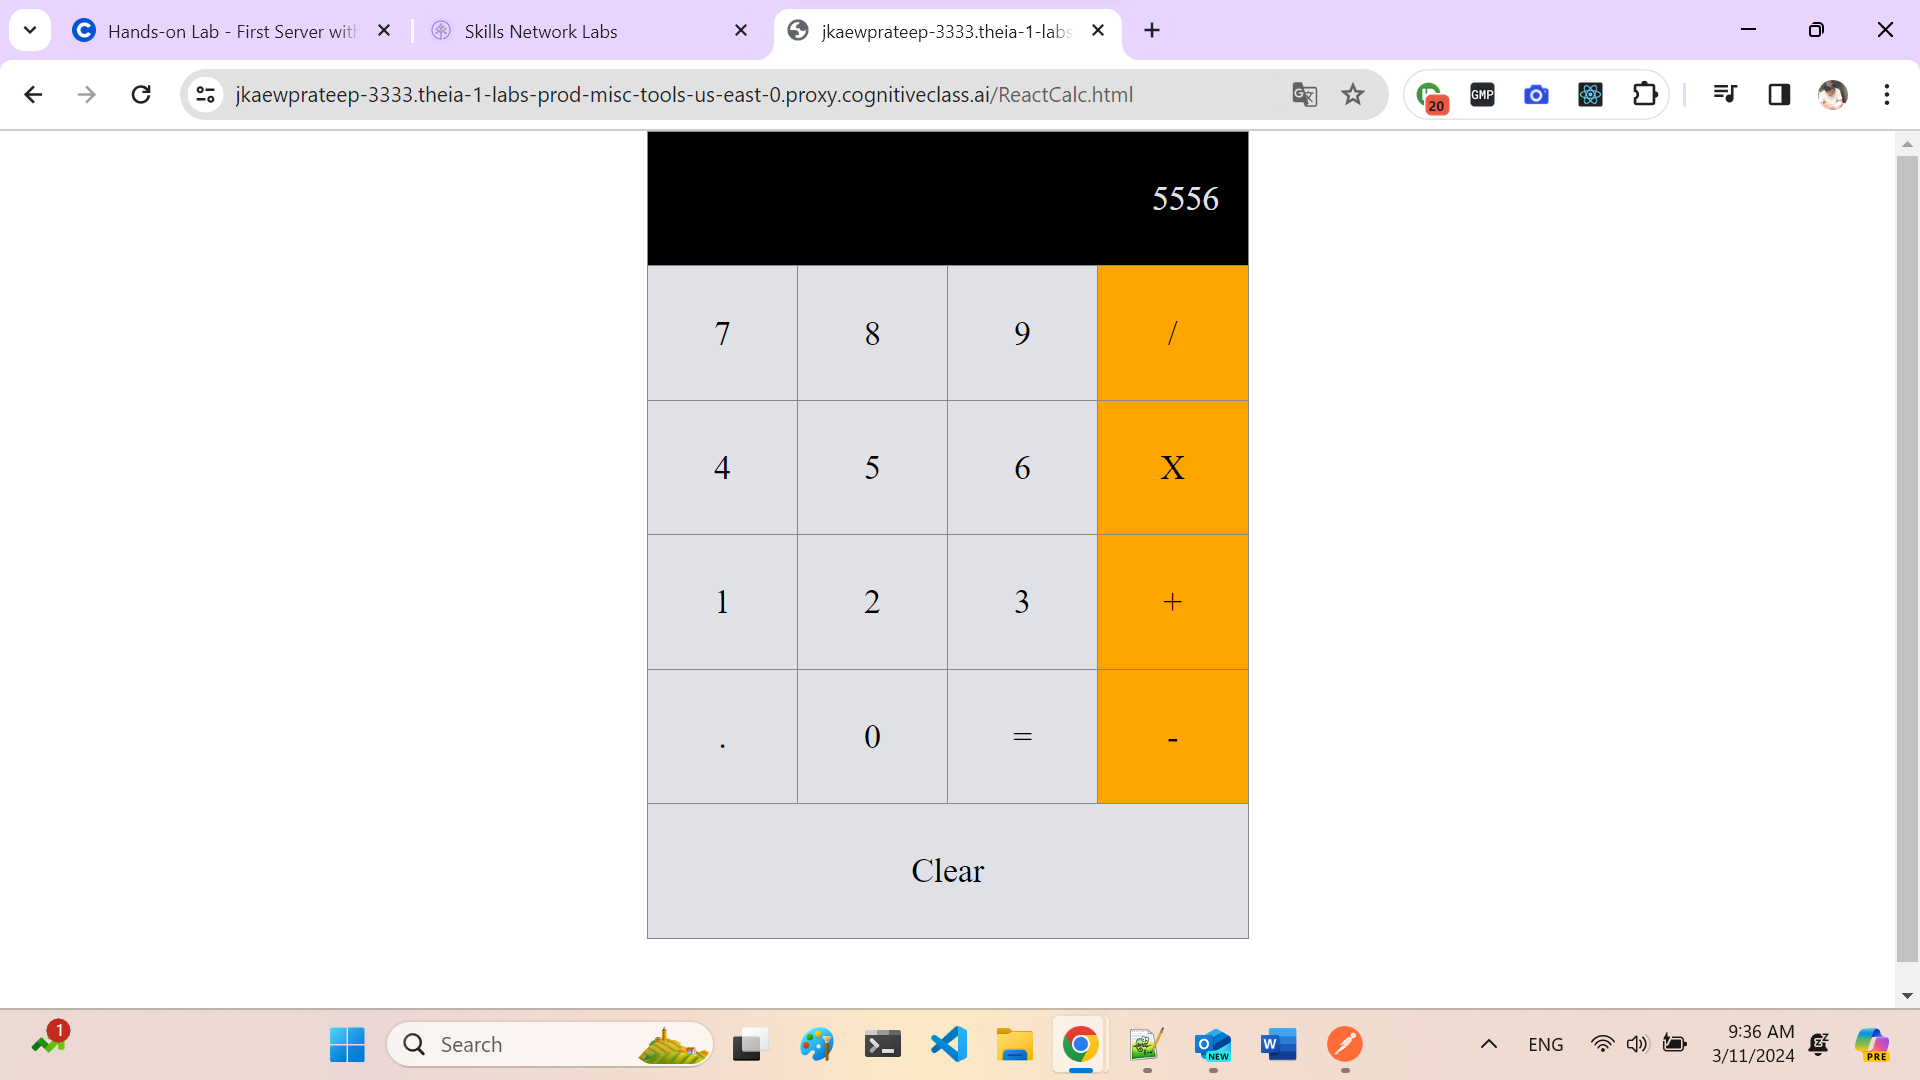 Hands-on Lab - First Server wit
Skills Network Labs
jkaewprateep-3333.theia-1-labs
jkaewprateep-3333.theia-1-labs-prod-misc-tools-us-east-0.proxy.cognitiveclass.ai/ReactCalc.html
20
GMP
5556
7 8 9 /
4 5 6 X
1 2 3 +
. 0 = -
Clear
1
Search
NEW
W
ENG
9:36 AM
3/11/2024
PRE